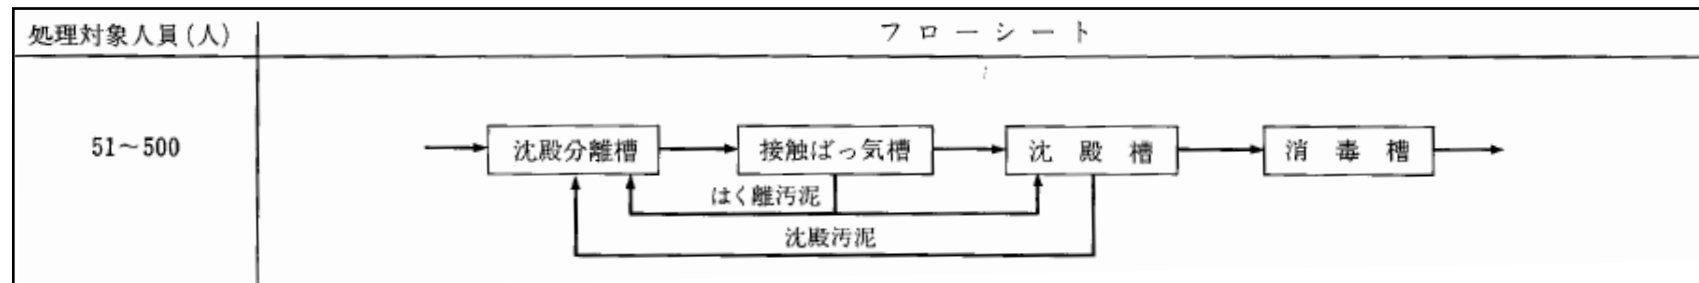 処理対象人員(人)
フローシート
51~500
沈殿分離槽
接触ばっ気槽
沈殿槽
消毒槽
はく離汚泥
沈殿汚泥